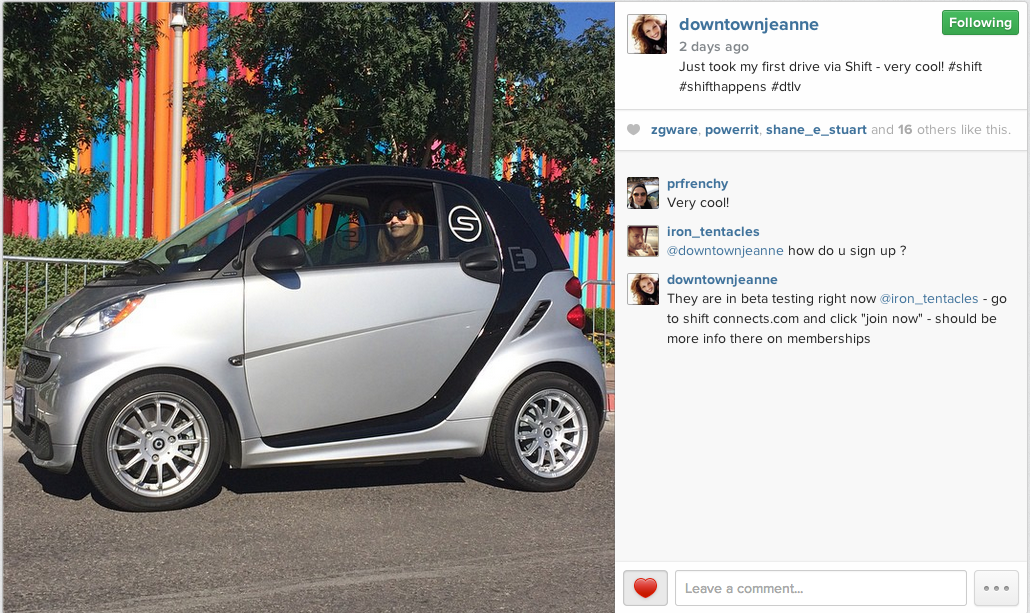 downtownjeanne
Following
2 days ago
Just took my first drive via Shift - very cool! #shift
#shifthappens #dtlv
zgware, powerrit, shane_e_stuart and 16 others like this.
prfrenchy
Very cool!
iron_tentacles
@downtownjeanne how do u sign up ?
downtownjeanne
They are in beta testing right now @iron_tentacles - go
to shift connects.com and click "join now" - should be
more info there on memberships
Leave a comment...
S
ED